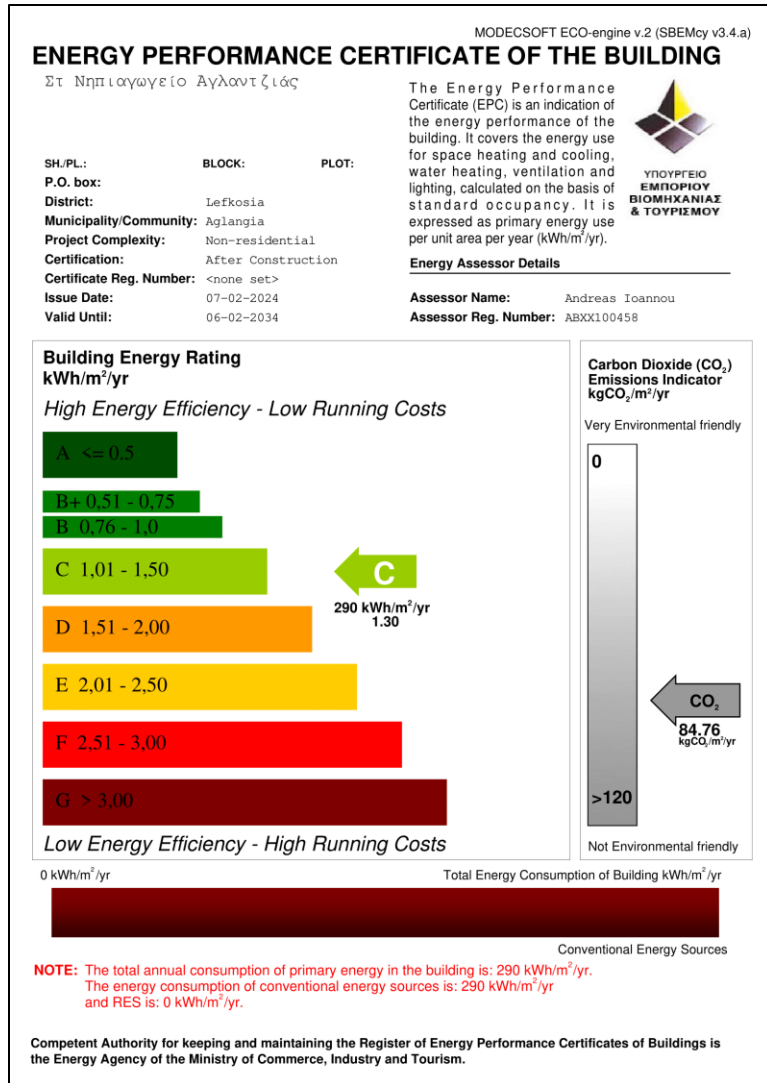 MODECSOFT ECO-engine v.2 (SBEMcy v3.4.a)
ENERGY PERFORMANCE CERTIFICATE OF THE BUILDING
Στ Νηπιαγωγείο Αγλαντζιάς
The Energy Performance
Certificate (EPC) is an indication of
the energy performance of the
building. It covers the energy use
for space heating and cooling,
water heating, ventilation and
lighting, calculated on the basis of
standard occupancy. It is
expressed as primary energy use
per unit area per year (kWh/m²/yr).
ΥΠΟΥΡΓΕΙΟ
ΕΜΠΟΡΙΟΥ
ΒΙΟΜΗΧΑΝΙΑΣ
& ΤΟΥΡΙΣΜΟΥ
SH./PL.: BLOCK: PLOT:
P.O. box:
District: Lefkosia
Municipality/Community: Aglangia
Project Complexity: Non-residential
Certification: After Construction
Certificate Reg. Number: <none set>
Issue Date: 07-02-2024
Valid Until: 06-02-2034
Energy Assessor Details
Assessor Name: Andreas Ioannou
Assessor Reg. Number: ABXX100458
Building Energy Rating
kWh/m²/yr
High Energy Efficiency - Low Running Costs
A <= 0.5
B+ 0,51 - 0,75
B 0,76 - 1,0
C 1,01 - 1,50
D 1,51 - 2,00
E 2,01 - 2,50
F 2,51 - 3,00
G > 3,00
C
290 kWh/m²/yr
1.30
Low Energy Efficiency - High Running Costs
Carbon Dioxide (CO₂)
Emissions Indicator
kgCO₂/m²/yr
Very Environmental friendly
0
CO₂
84.76
kgCO₂/m²/yr
>120
Not Environmental friendly
0 kWh/m²/yr Total Energy Consumption of Building kWh/m²/yr
Conventional Energy Sources
NOTE: The total annual consumption of primary energy in the building is: 290 kWh/m²/yr.
The energy consumption of conventional energy sources is: 290 kWh/m²/yr
and RES is: 0 kWh/m²/yr.
Competent Authority for keeping and maintaining the Register of Energy Performance Certificates of Buildings is
the Energy Agency of the Ministry of Commerce, Industry and Tourism.